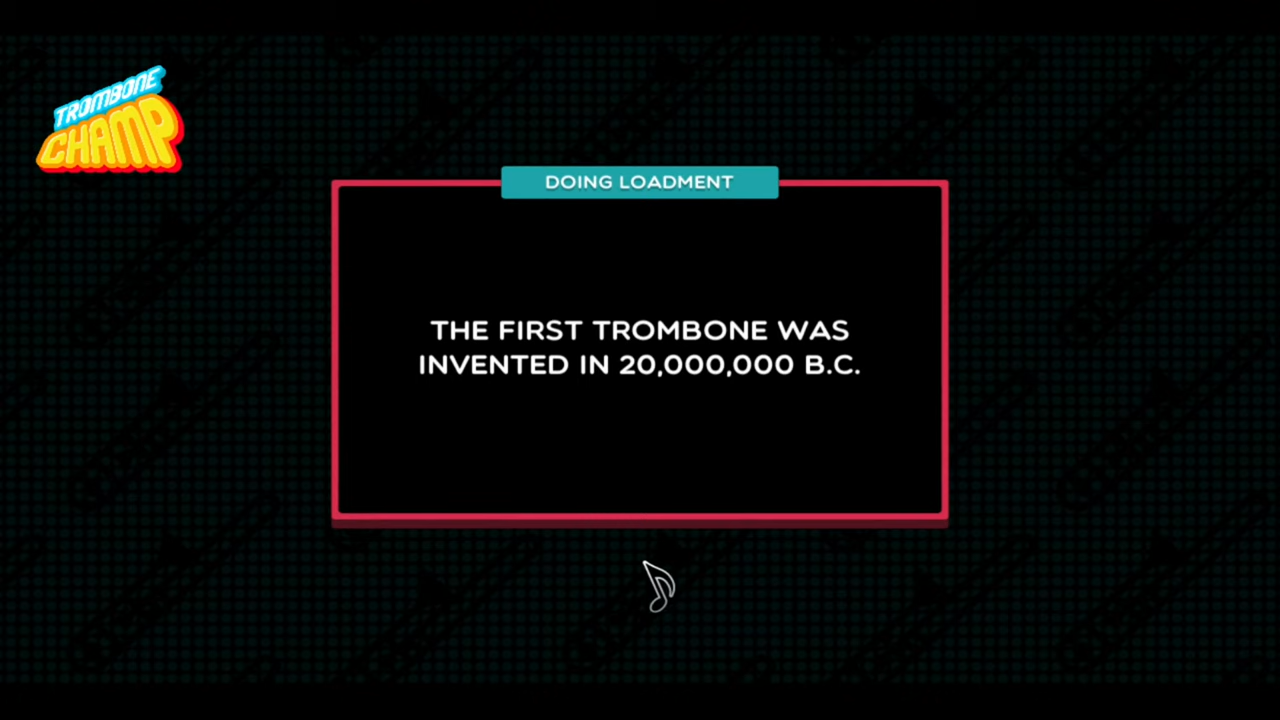 TROMBONE
CHAMP
DOING LOADMENT
THE FIRST TROMBONE WAS
INVENTED IN 20,000,000 B.C.